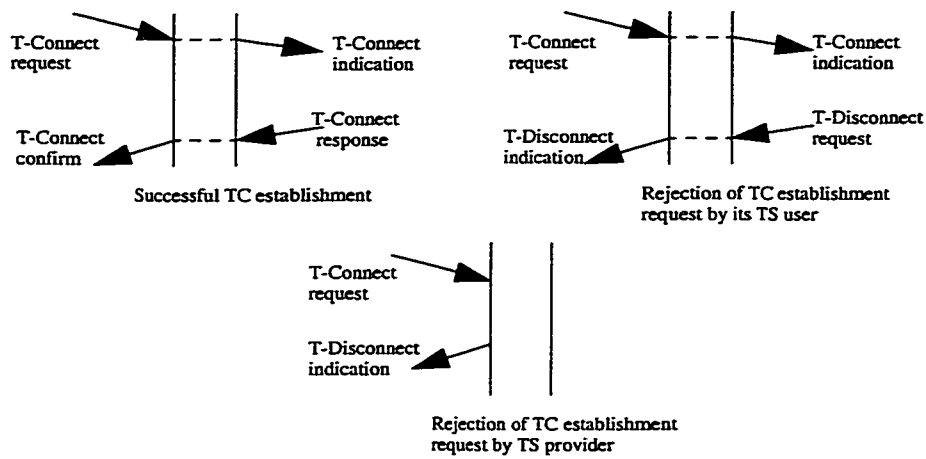 T-Connect
request
T-Connect
indication
T-Connect
confirm
T-Connect
response
Successful TC establishment
T-Connect
request
T-Connect
indication
T-Disconnect
indication
T-Disconnect
request
Rejection of TC establishment
request by its TS user
T-Connect
request
T-Disconnect
indication
Rejection of TC establishment
request by TS provider